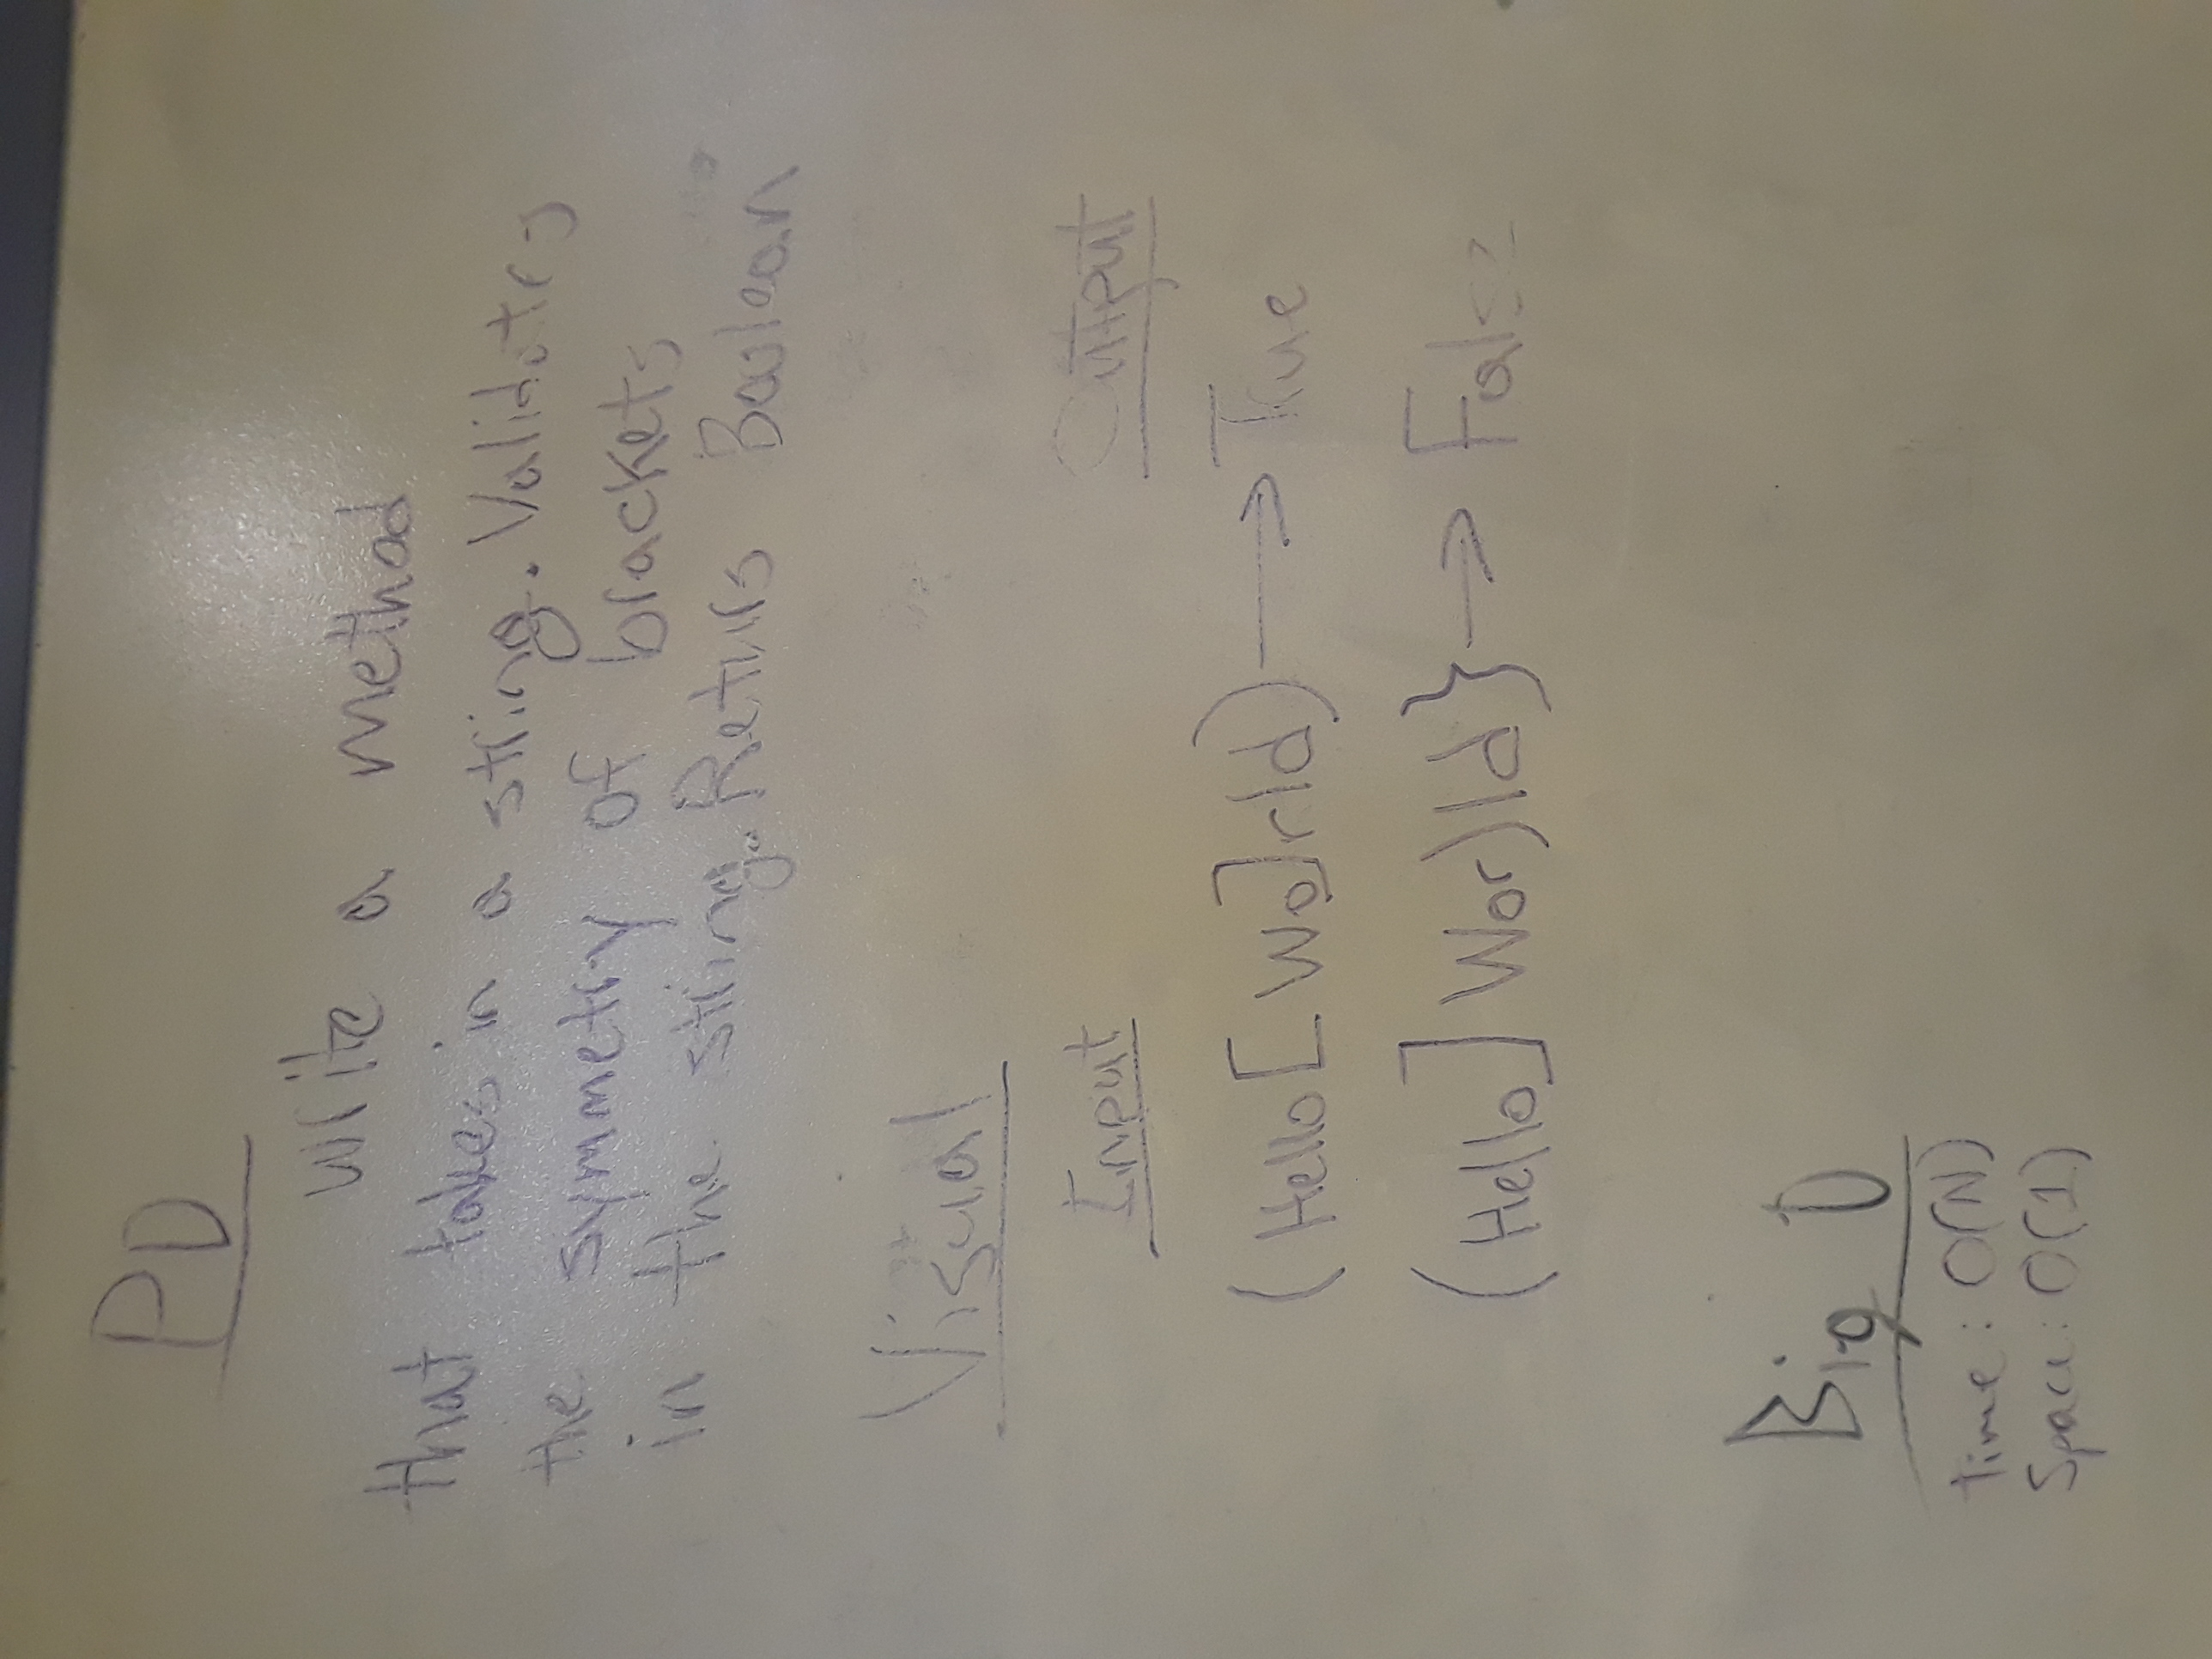 PD
Write a method
that takes in a string. Validates
the symmetry of brackets
in the string. Returs Boolean
Visual
Input Output
(Hello[Wo]rld) → True
(Hello]Wor)ld} → False
Big O
Time: O(N)
Space: O(1)